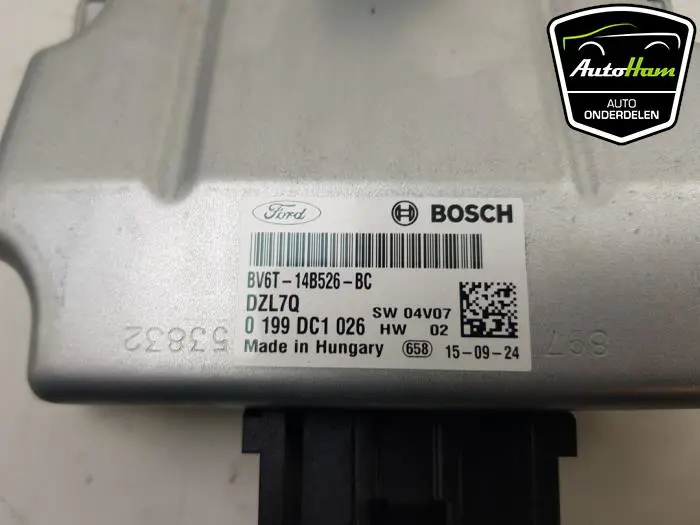 AutoHam
AUTO
ONDERDELEN
Ford
BOSCH
BV6T-14B526-BC
DZL7Q
0 199 DC1 026
SW 04V07
HW 02
Made in Hungary
658
15-09-24
53832
897